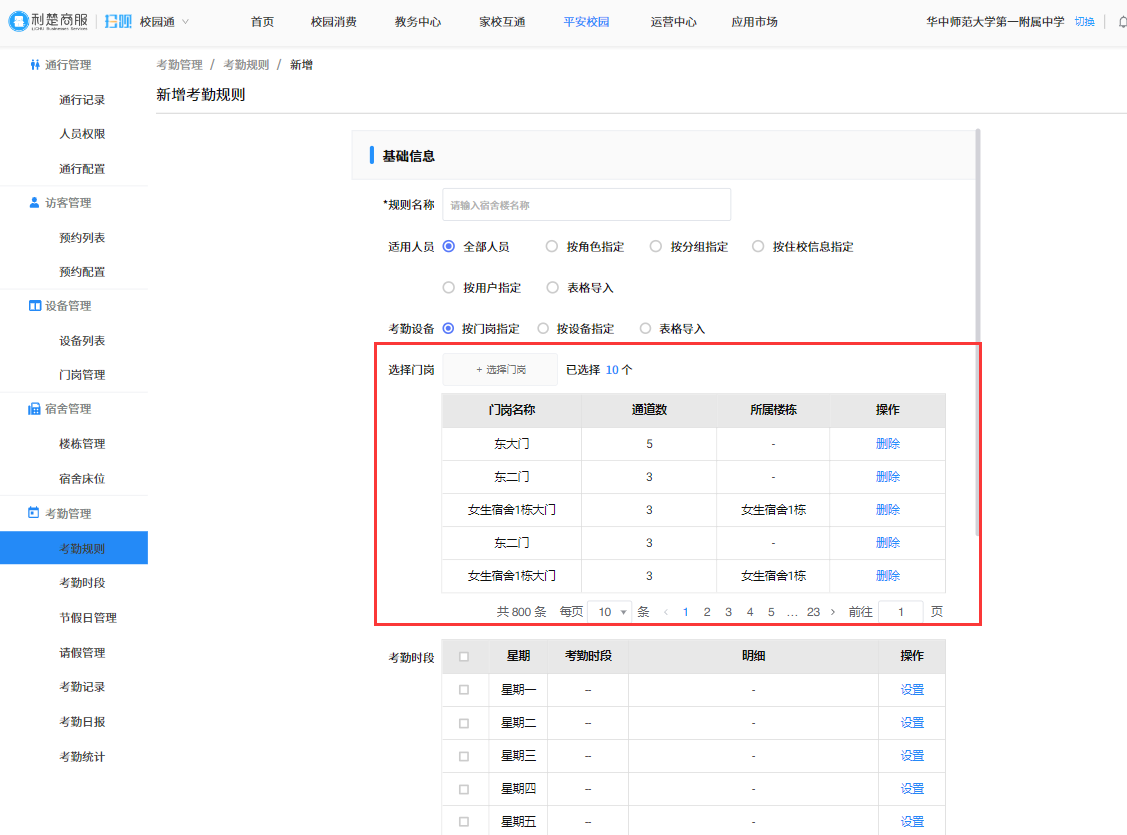 利楚商服 LICHU Businesses Services 扫呗 校园通 首页 校园消费 教务中心 家校互通 平安校园 运营中心 应用市场 华中师范大学第一附属中学 切换
通行管理
通行记录
人员权限
通行配置
访客管理
预约列表
预约配置
设备管理
设备列表
门岗管理
宿舍管理
楼栋管理
宿舍床位
考勤管理
考勤规则
考勤时段
节假日管理
请假管理
考勤记录
考勤日报
考勤统计
考勤管理 / 考勤规则 / 新增
新增考勤规则
基础信息
*规则名称 请输入宿舍楼名称
适用人员 全部人员 按角色指定 按分组指定 按住校信息指定
按用户指定 表格导入
考勤设备 按门岗指定 按设备指定 表格导入
选择门岗 + 选择门岗 已选择 10 个
门岗名称 通道数 所属楼栋 操作
东大门 5 - 删除
东二门 3 - 删除
女生宿舍1栋大门 3 女生宿舍1栋 删除
东二门 3 - 删除
女生宿舍1栋大门 3 女生宿舍1栋 删除
共 800 条 每页 10 条 1 2 3 4 5 ... 23 前往 1 页
考勤时段 星期 考勤时段 明细 操作
星期一 -- - 设置
星期二 -- - 设置
星期三 -- - 设置
星期四 -- - 设置
星期五 -- - 设置